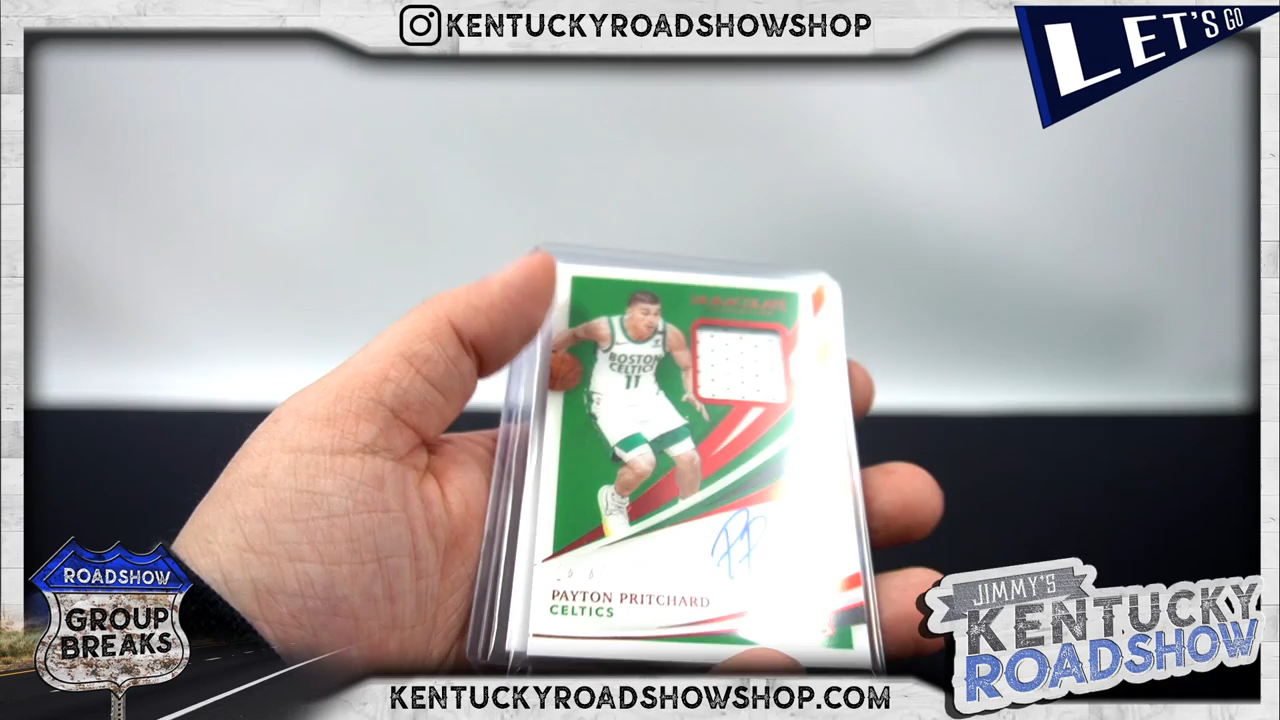 KENTUCKYROADSHOWSHOP
LET'S GO
BOSTON
CELTICS
11
PAYTON PRITCHARD
CELTICS
ROADSHOW
GROUP
BREAKS
JIMMY'S
KENTUCKY
ROADSHOW
KENTUCKYROADSHOWSHOP.COM